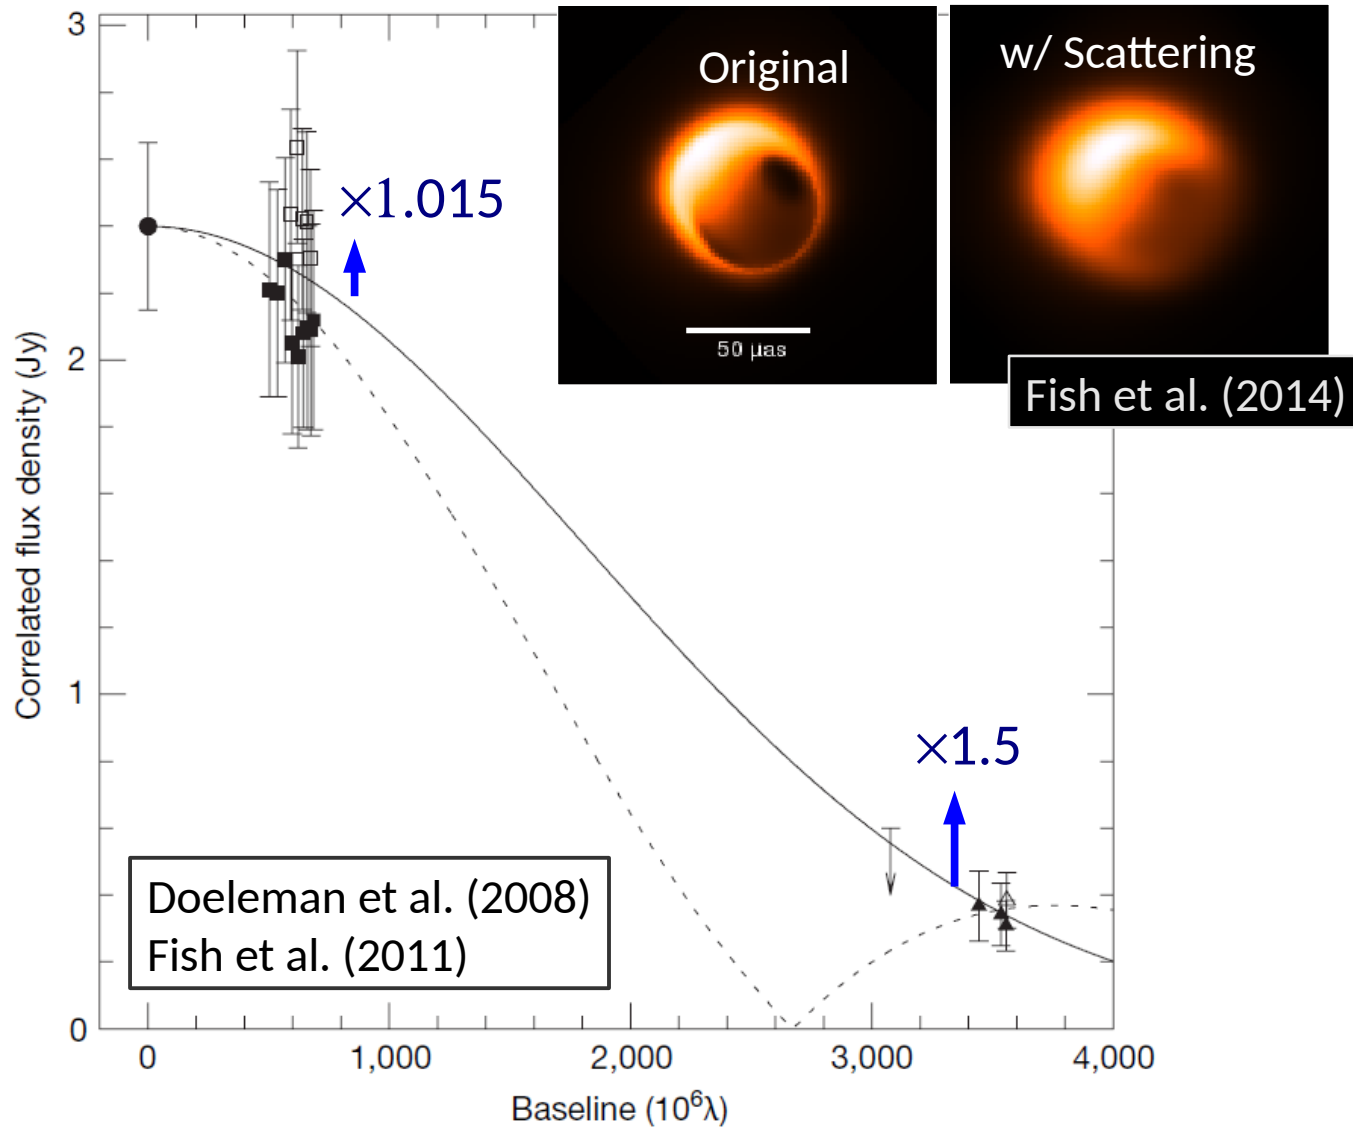 3
2
1
0
Correlated flux density (Jy)
×1.015
×1.5
Original
50 μas
w/ Scattering
Fish et al. (2014)
Doeleman et al. (2008)
Fish et al. (2011)
0 1,000 2,000 3,000 4,000
Baseline (10⁶λ)